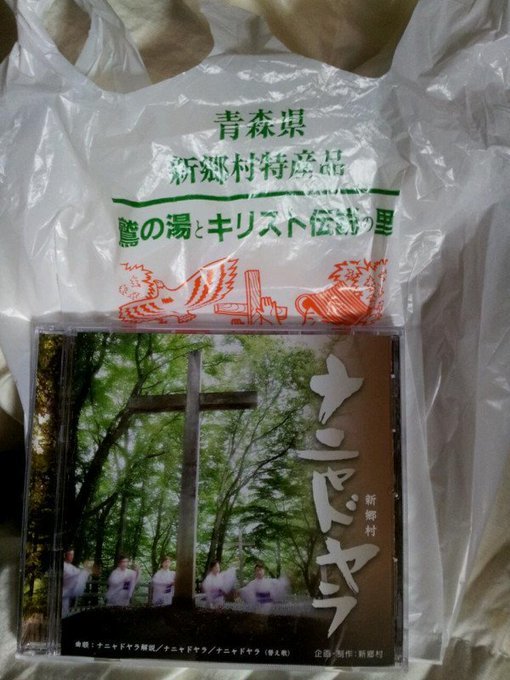 青森県
新郷村特産品
鷲の湯とキリスト伝説の里
ナニャドヤラ
新郷村
曲順：ナニャドヤラ解説／ナニャドヤラ／ナニャドヤラ（替え歌）
企画・制作：新郷村